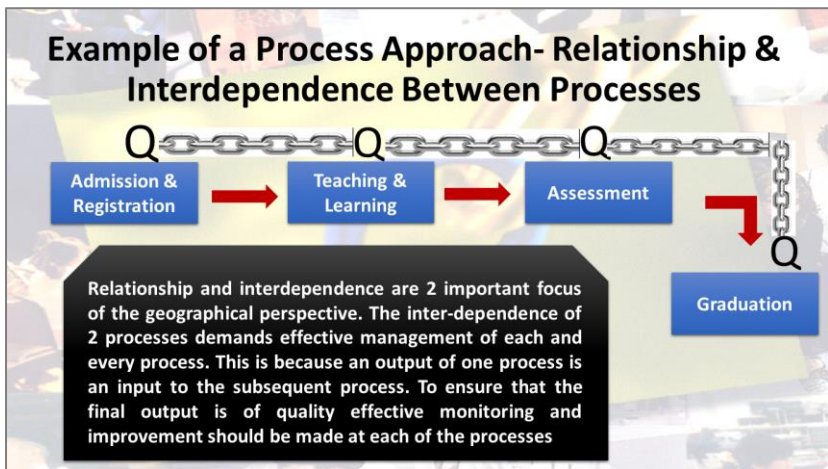 Example of a Process Approach- Relationship &
Interdependence Between Processes
Q
Q
Q
Admission &
Registration
Teaching &
Learning
Assessment
Q
Graduation
Relationship and interdependence are 2 important focus
of the geographical perspective. The inter-dependence of
2 processes demands effective management of each and
every process. This is because an output of one process is
an input to the subsequent process. To ensure that the
final output is of quality effective monitoring and
improvement should be made at each of the processes